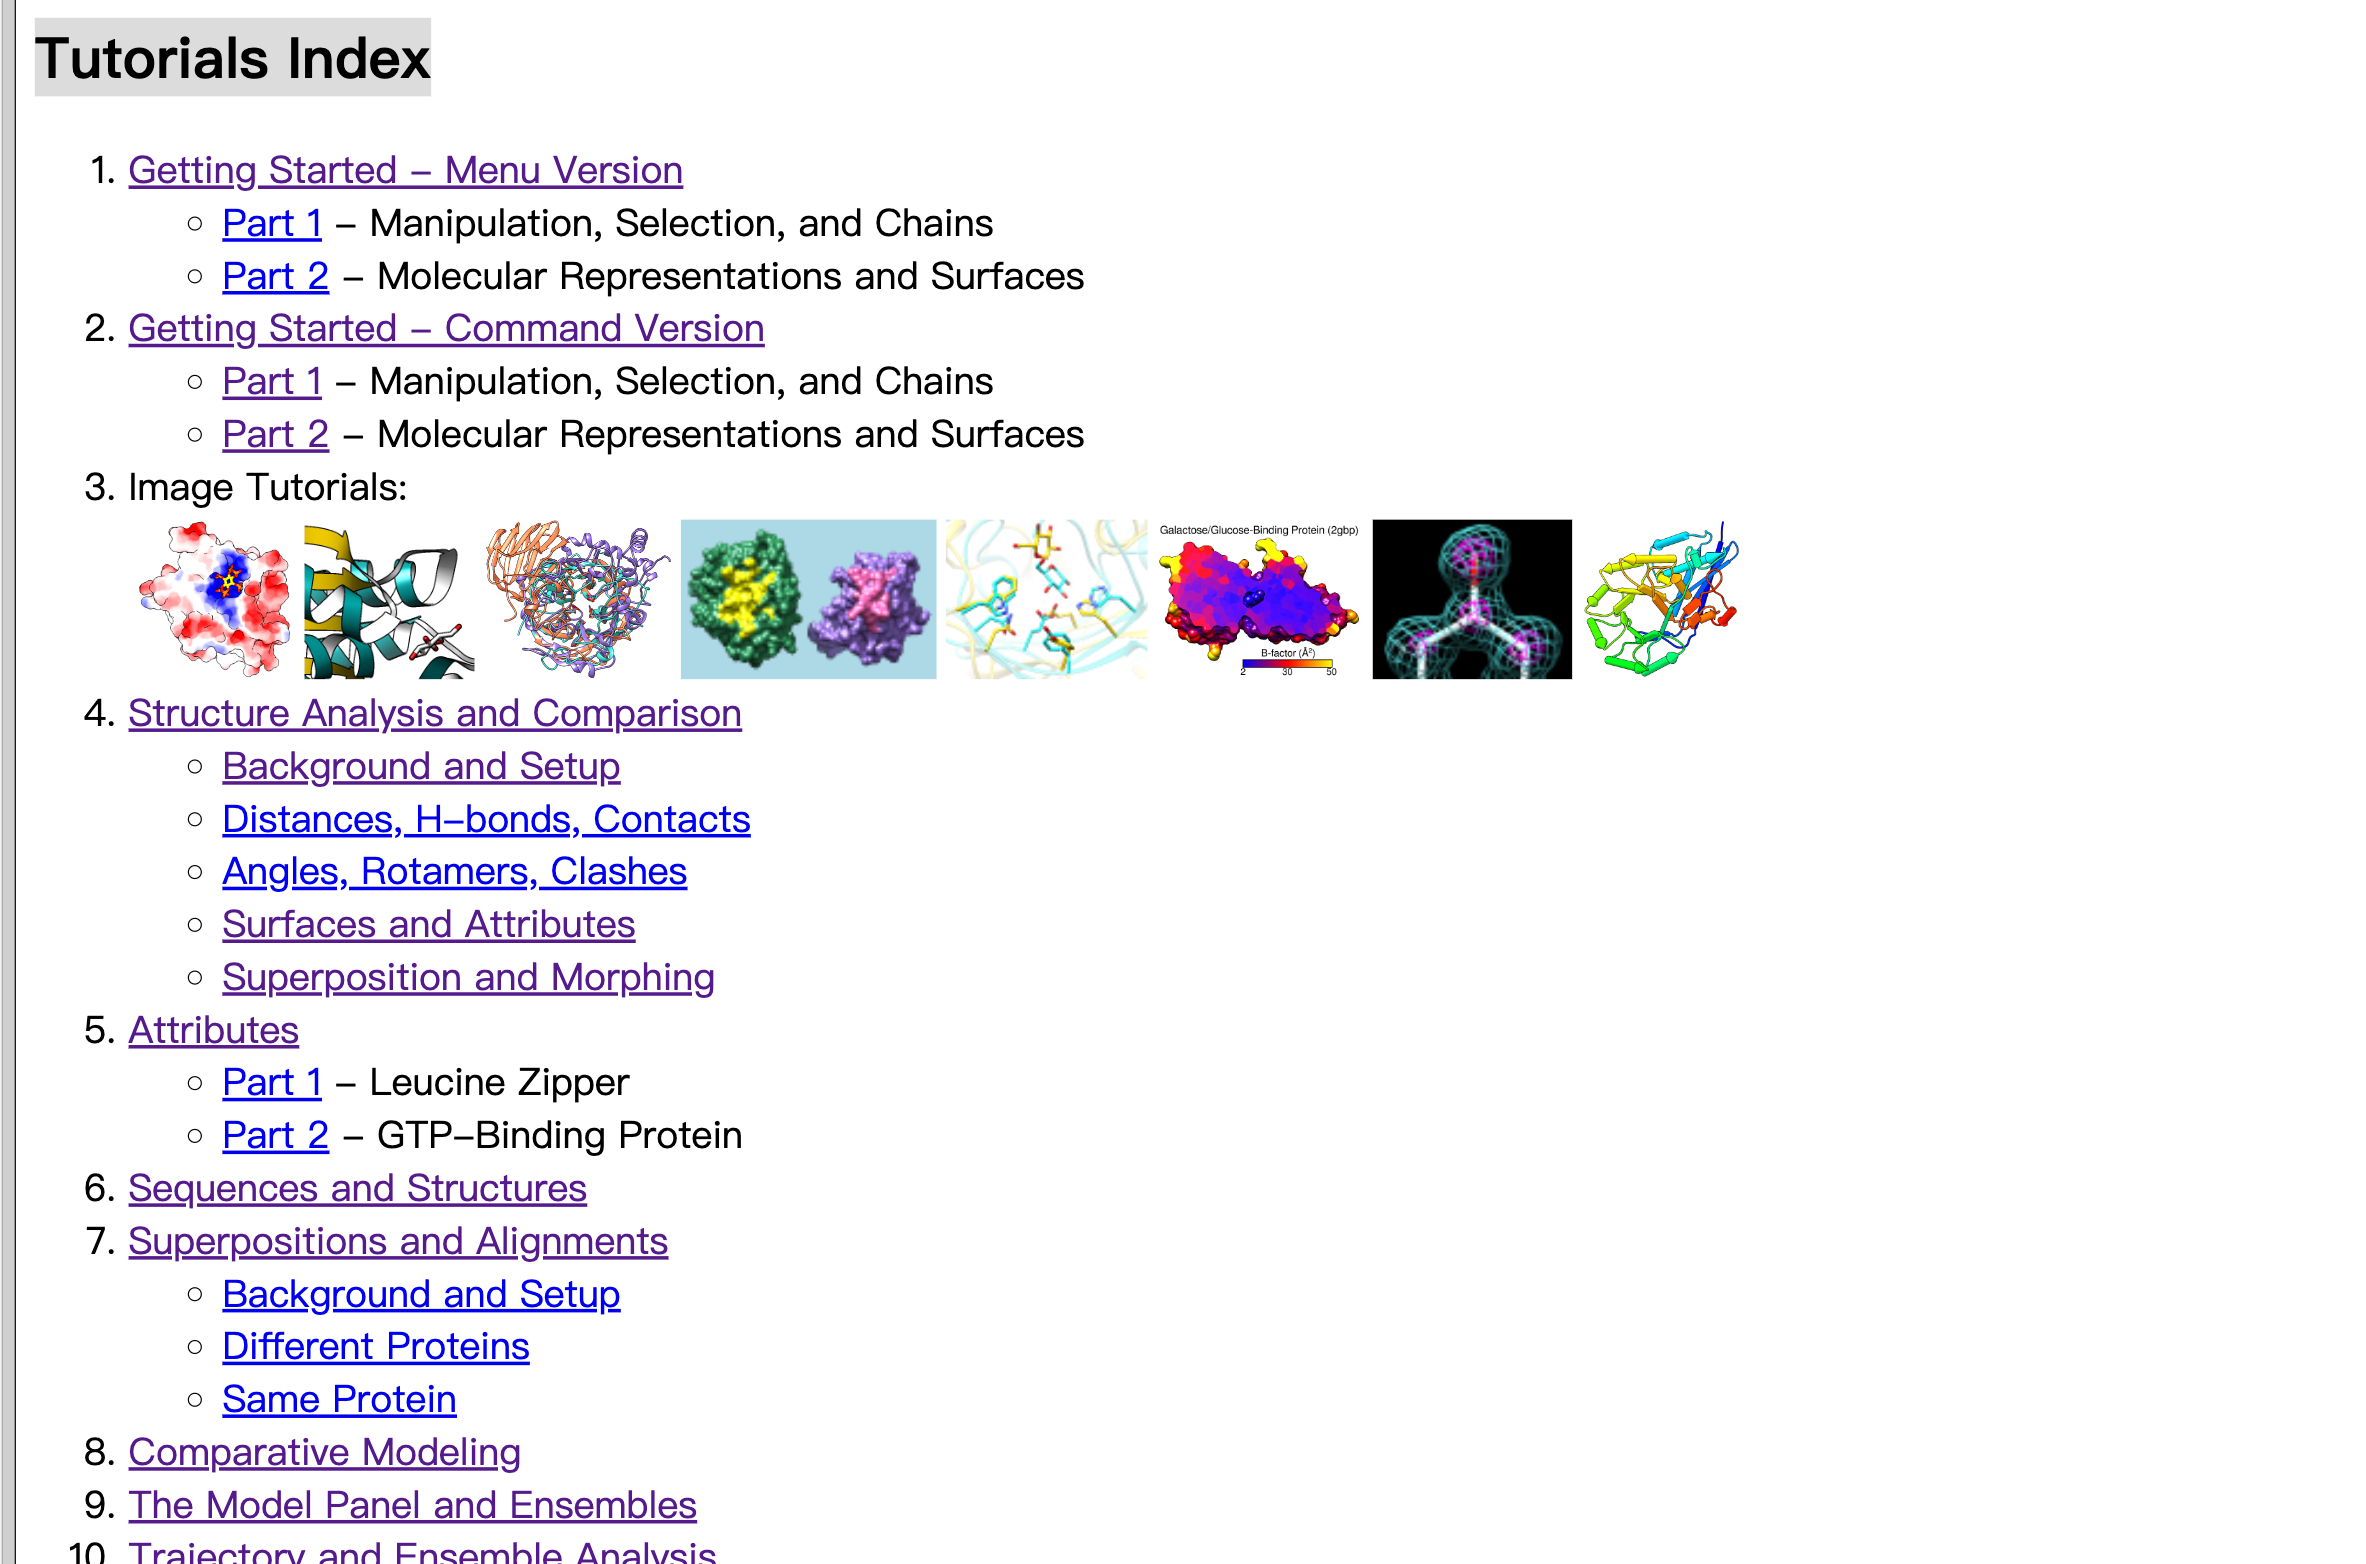 Tutorials Index
1. Getting Started – Menu Version
Part 1 – Manipulation, Selection, and Chains
Part 2 – Molecular Representations and Surfaces
2. Getting Started – Command Version
Part 1 – Manipulation, Selection, and Chains
Part 2 – Molecular Representations and Surfaces
3. Image Tutorials:
Galactose/Glucose-Binding Protein (2gbp)
B-factor (Å²)
2 30 50
4. Structure Analysis and Comparison
Background and Setup
Distances, H–bonds, Contacts
Angles, Rotamers, Clashes
Surfaces and Attributes
Superposition and Morphing
5. Attributes
Part 1 – Leucine Zipper
Part 2 – GTP–Binding Protein
6. Sequences and Structures
7. Superpositions and Alignments
Background and Setup
Different Proteins
Same Protein
8. Comparative Modeling
9. The Model Panel and Ensembles
10. Trajectory and Ensemble Analysis